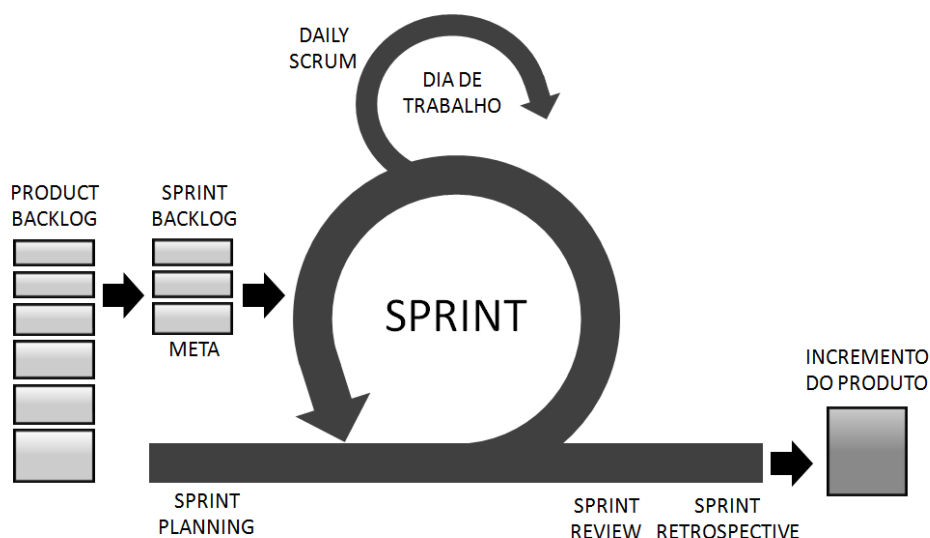 DAILY
SCRUM
DIA DE
TRABALHO
PRODUCT
BACKLOG
SPRINT
BACKLOG
META
SPRINT
INCREMENTO
DO PRODUTO
SPRINT
PLANNING
SPRINT
REVIEW
SPRINT
RETROSPECTIVE